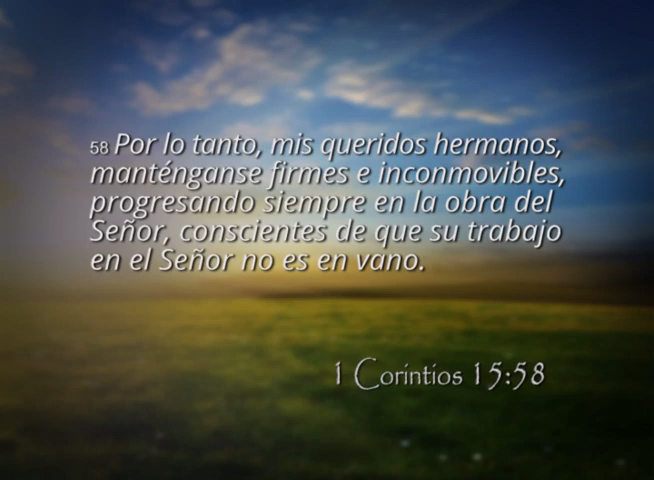 58 Por lo tanto, mis queridos hermanos,
manténganse firmes e inconmovibles,
progresando siempre en la obra del
Señor, conscientes de que su trabajo
en el Señor no es en vano.
1 Corintios 15:58